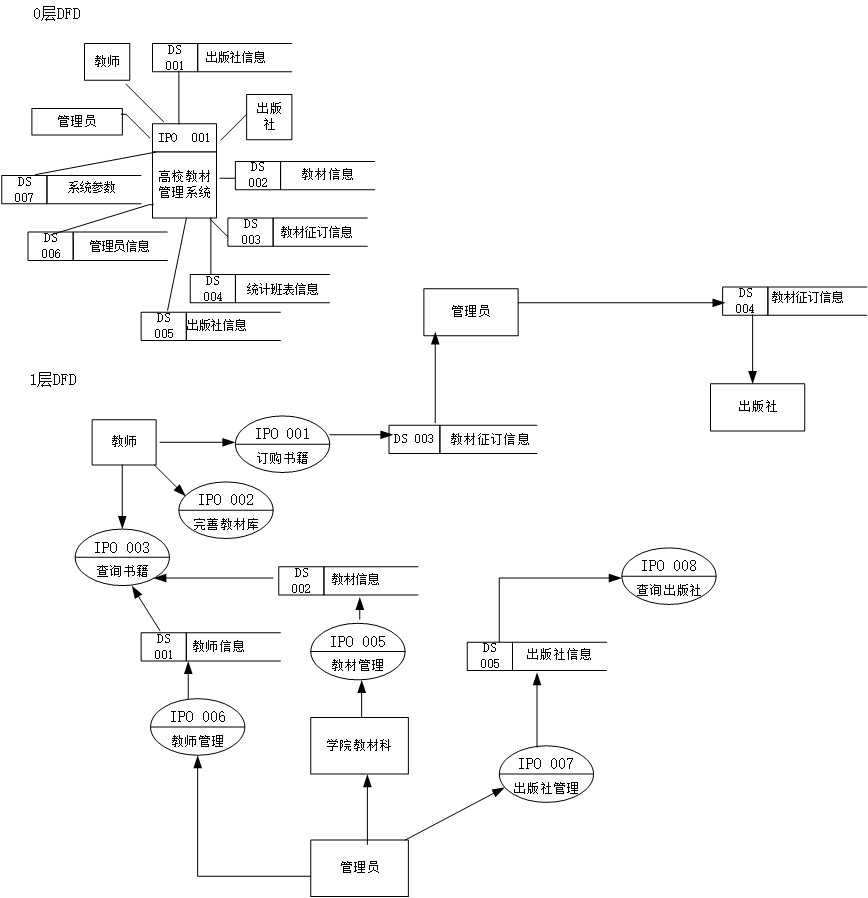 0层DFD
DS
001
出版社信息
教师
出版
社
管理员
IPO 001
高校教材
管理系统
DS
002
教材信息
DS
007
系统参数
DS
003
教材征订信息
DS
006
管理员信息
DS
004
统计班表信息
DS
005
出版社信息
管理员
DS
004
教材征订信息
出版社
1层DFD
教师
IPO 001
订购书籍
DS 003
教材征订信息
IPO 002
完善教材库
IPO 003
查询书籍
DS
002
教材信息
IPO 008
查询出版社
DS
001
教师信息
IPO 005
教材管理
DS
005
出版社信息
IPO 006
教师管理
学院教材科
IPO 007
出版社管理
管理员